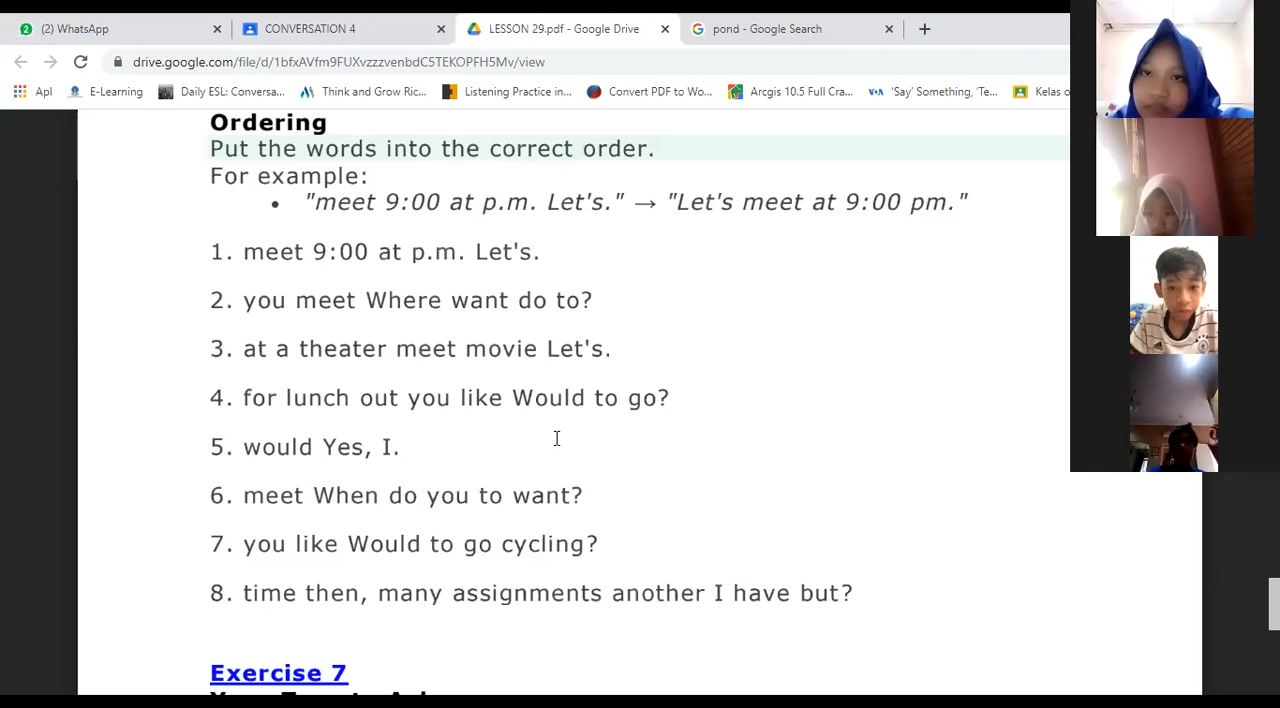 (2) WhatsApp
CONVERSATION 4
LESSON 29.pdf - Google Drive
pond - Google Search
drive.google.com/file/d/1bfxAVfm9FUXvzzzvenbdC5TEKOPFH5Mv/view
Apl
E-Learning
Daily ESL: Conversa...
Think and Grow Ric...
Listening Practice in...
Convert PDF to Wo...
Arcgis 10.5 Full Cra...
'Say' Something, 'Te...
Kelas o
Ordering
Put the words into the correct order.
For example:
• "meet 9:00 at p.m. Let's." → "Let's meet at 9:00 pm."
1. meet 9:00 at p.m. Let's.
2. you meet Where want do to?
3. at a theater meet movie Let's.
4. for lunch out you like Would to go?
5. would Yes, I.
6. meet When do you to want?
7. you like Would to go cycling?
8. time then, many assignments another I have but?
Exercise 7